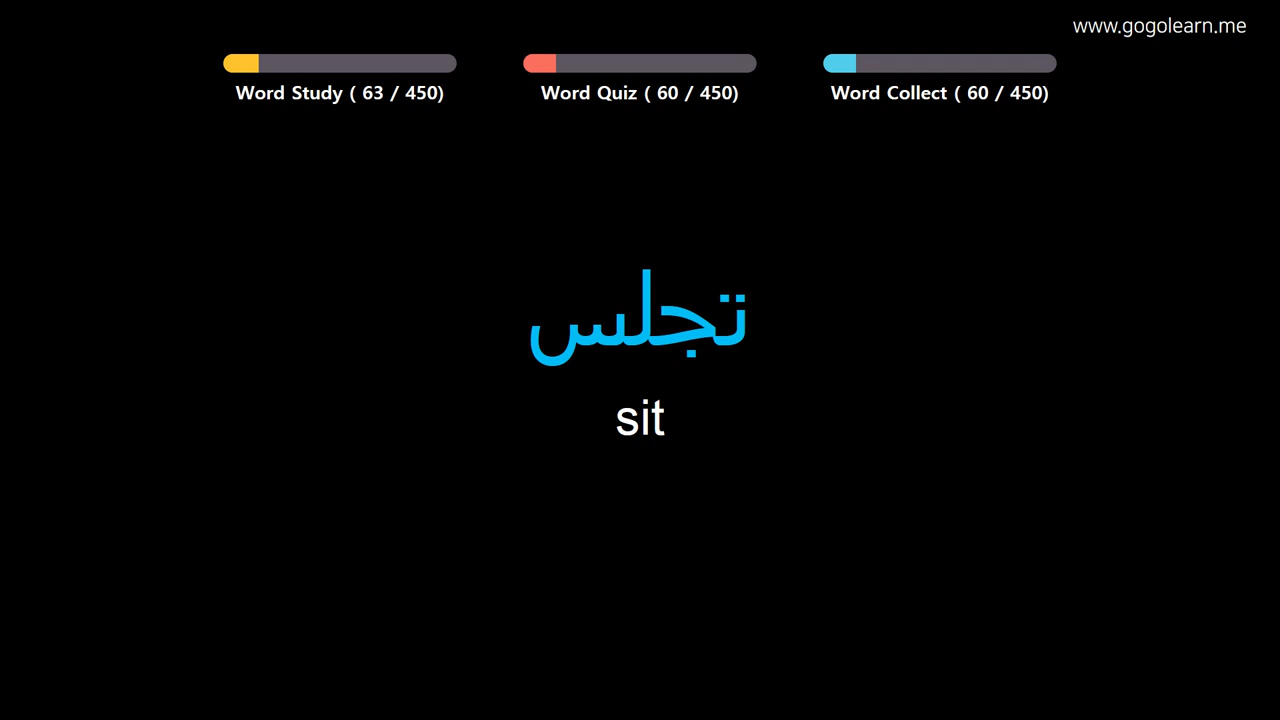 www.gogolearn.me
Word Study ( 63 / 450)
Word Quiz ( 60 / 450)
Word Collect ( 60 / 450)
تجلس
sit